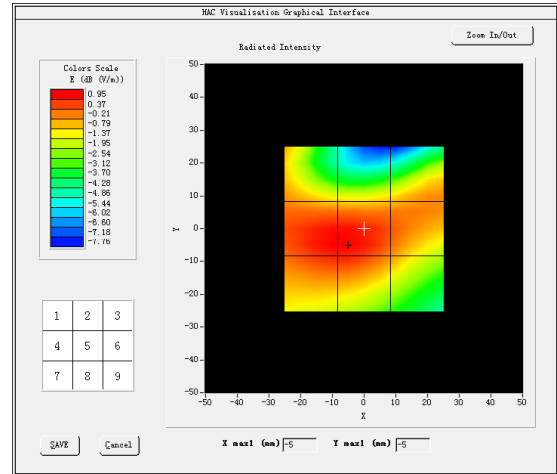 HAC Visualisation Graphical Interface
Zoom In/Out
Radiated Intensity
Colors Scale
E (dB (V/m))
0.95
0.37
-0.21
-0.79
-1.37
-1.95
-2.54
-3.12
-3.70
-4.28
-4.86
-5.44
-6.02
-6.60
-7.18
-7.76
1 2 3
4 5 6
7 8 9
50
40
30
20
10
0
-10
-20
-30
-40
-50
Y
-50 -40 -30 -20 -10 0 10 20 30 40 50
X
SAVE Cancel X max1 (mm) -5 Y max1 (mm) -5